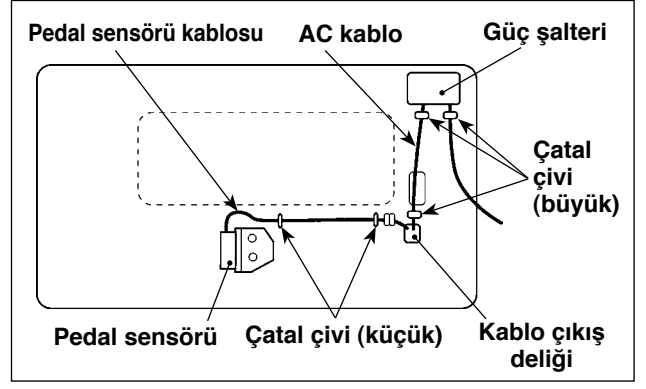 Pedal sensörü kablosu
AC kablo
Güç şalteri
Çatal
çivi
(büyük)
Pedal sensörü
Çatal çivi (küçük)
Kablo çıkış
deliği